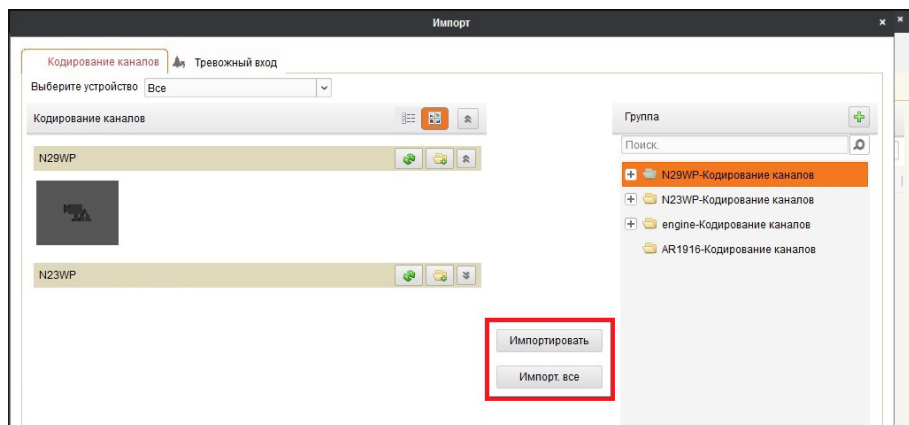 Импорт
Кодирование каналов
Тревожный вход
Выберите устройство Все
Кодирование каналов
N29WP
N23WP
Импортировать
Импорт. все
Группа
Поиск.
N29WP-Кодирование каналов
N23WP-Кодирование каналов
engine-Кодирование каналов
AR1916-Кодирование каналов